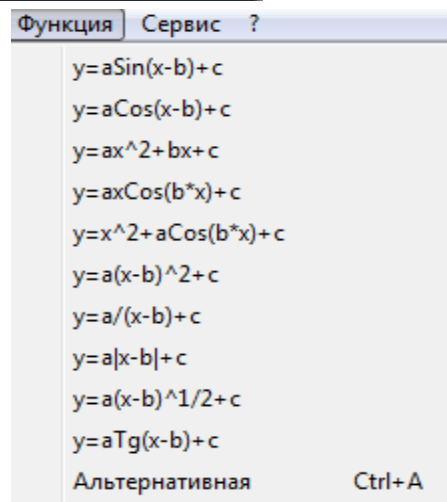 Функция Сервис ?
y=aSin(x-b)+c
y=aCos(x-b)+c
y=ax^2+bx+c
y=axCos(b*x)+c
y=x^2+aCos(b*x)+c
y=a(x-b)^2+c
y=a/(x-b)+c
y=a|x-b|+c
y=a(x-b)^1/2+c
y=aTg(x-b)+c
Альтернативная Ctrl+A